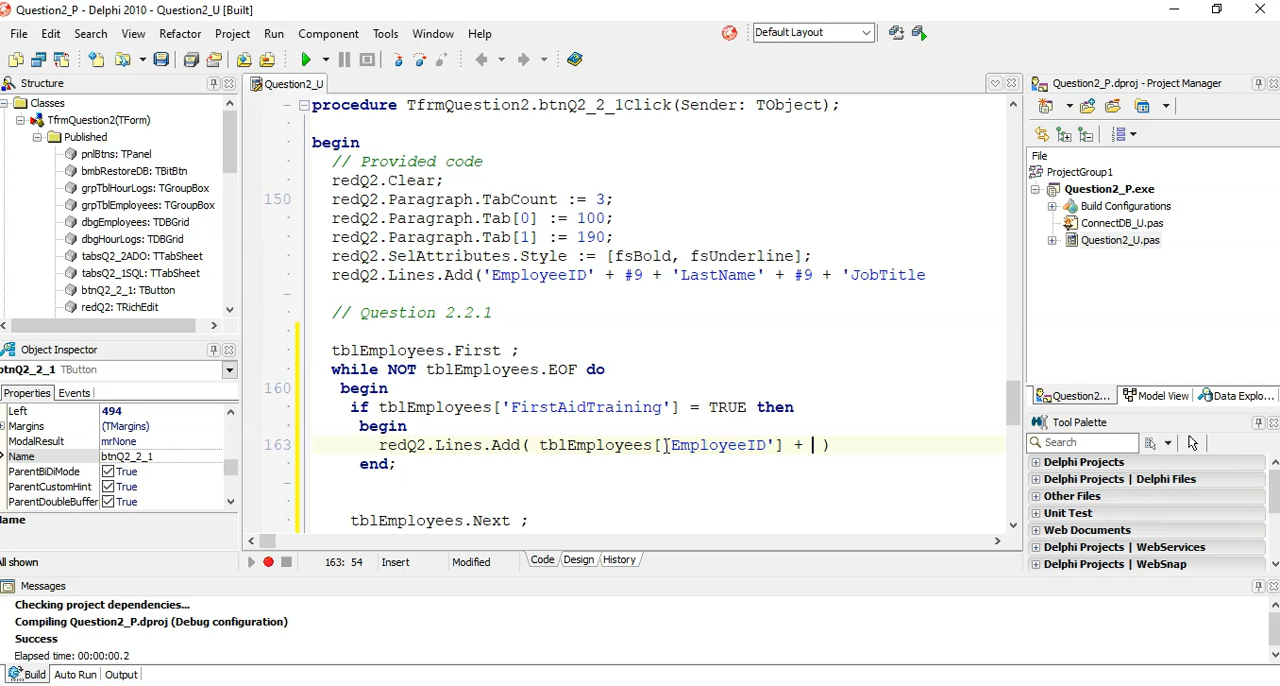 Question2_P - Delphi 2010 - Question2_U [Built]
File Edit Search View Refactor Project Run Component Tools Window Help
Default Layout
Structure
Classes
TfrmQuestion2(TForm)
Published
pnlBtns: TPanel
bmbRestoreDB: TBitBtn
grpTblHourLogs: TGroupBox
grpTblEmployees: TGroupBox
dbgEmployees: TDBGrid
dbgHourLogs: TDBGrid
tabsQ2_2ADO: TTabSheet
tabsQ2_1SQL: TTabSheet
btnQ2_2_1: TButton
redQ2: TRichEdit
Object Inspector
btnQ2_2_1 TButton
Properties Events
Left 494
Margins (TMargins)
ModalResult mrNone
Name btnQ2_2_1
ParentBiDiMode True
ParentCustomHint True
ParentDoubleBuffer True
Name
All shown
Question2_U
procedure TfrmQuestion2.btnQ2_2_1Click(Sender: TObject);
begin
// Provided code
redQ2.Clear;
150 redQ2.Paragraph.TabCount := 3;
redQ2.Paragraph.Tab[0] := 100;
redQ2.Paragraph.Tab[1] := 190;
redQ2.SelAttributes.Style := [fsBold, fsUnderline];
redQ2.Lines.Add('EmployeeID' + #9 + 'LastName' + #9 + 'JobTitle
// Question 2.2.1
tblEmployees.First ;
while NOT tblEmployees.EOF do
160 begin
if tblEmployees['FirstAidTraining'] = TRUE then
begin
163 redQ2.Lines.Add( tblEmployees['EmployeeID'] + )
end;
tblEmployees.Next ;
163: 54 Insert Modified Code Design History
Question2_P.dproj - Project Manager
File
ProjectGroup1
Question2_P.exe
Build Configurations
ConnectDB_U.pas
Question2_U.pas
Question2... Model View Data Explo...
Tool Palette
Search
Delphi Projects
Delphi Projects | Delphi Files
Other Files
Unit Test
Web Documents
Delphi Projects | WebServices
Delphi Projects | WebSnap
Messages
Checking project dependencies...
Compiling Question2_P.dproj (Debug configuration)
Success
Elapsed time: 00:00:00.2
Build Auto Run Output